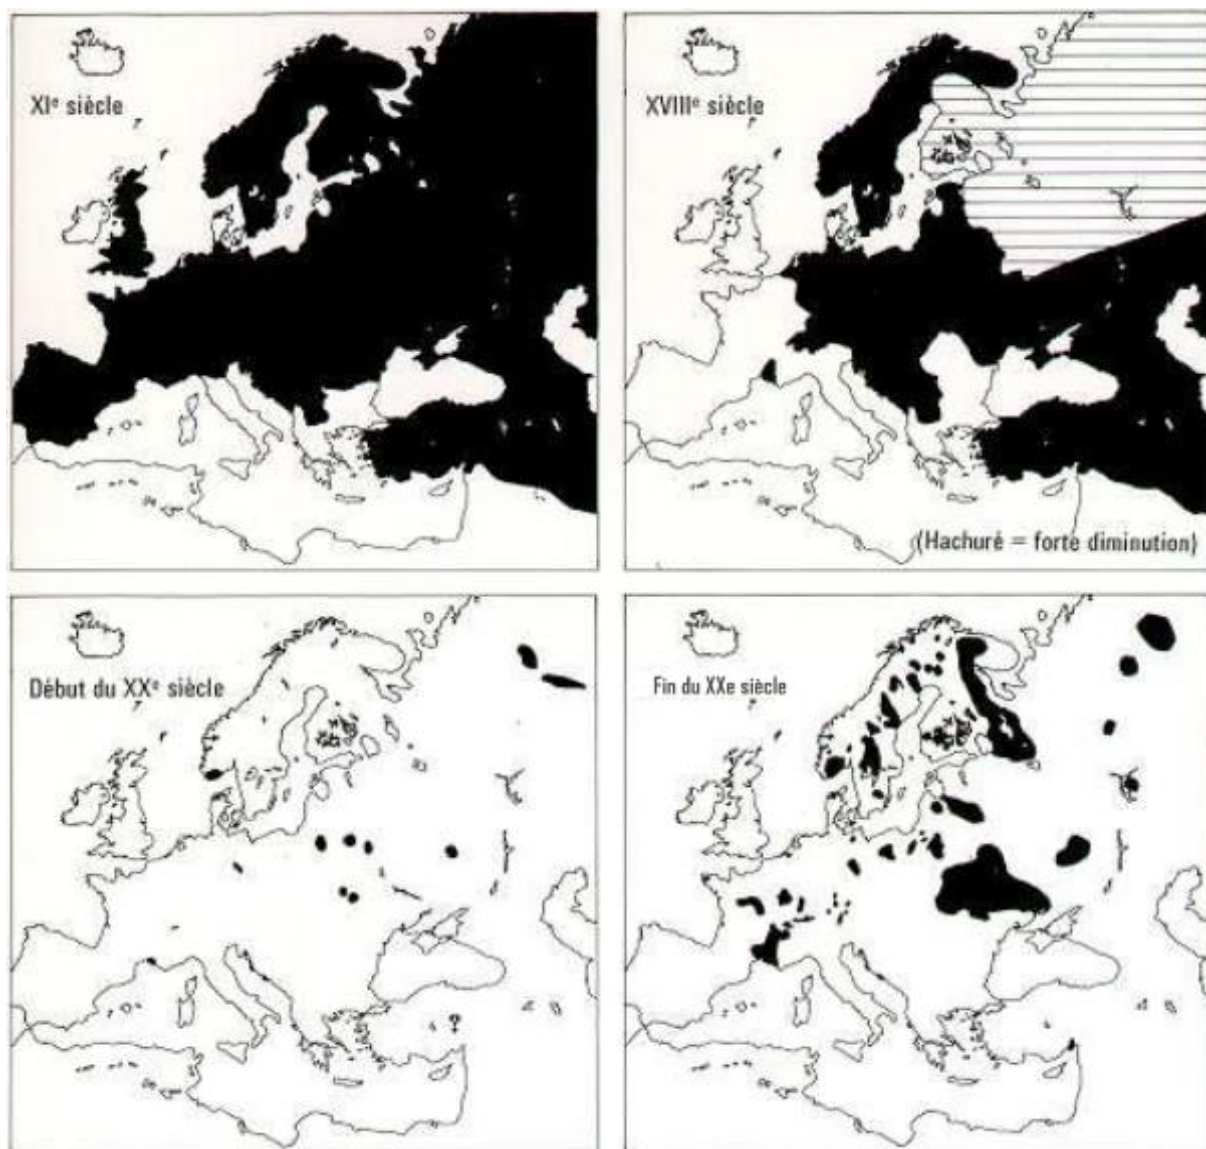 XIe siècle
XVIIIe siècle
(Hachuré = forte diminution)
Début du XXe siècle
?
Fin du XXe siècle